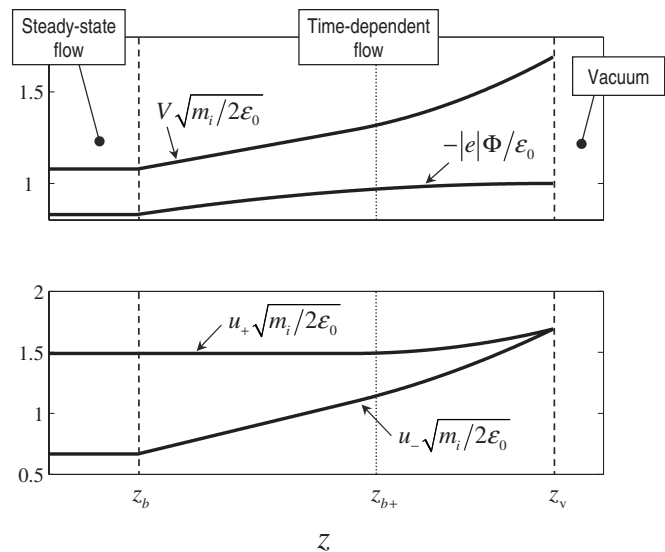 Steady-state
flow
Time-dependent
flow
Vacuum
1.5
1
V√m_i/2ε_0
−|e|Φ/ε_0
2
1.5
1
0.5
u_+√m_i/2ε_0
u_−√m_i/2ε_0
z_b
z_{b+}
z_v
z